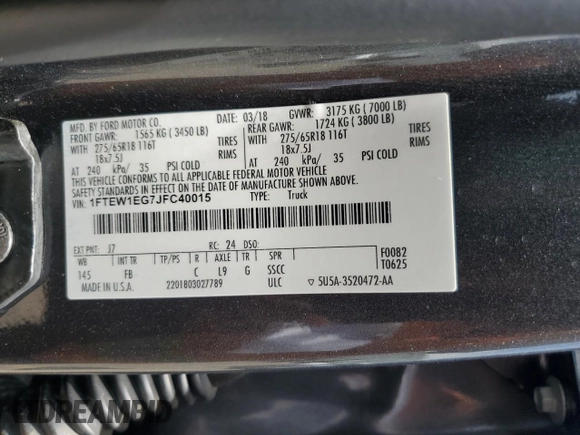 MFD. BY FORD MOTOR CO. 03/18 GVWR: 3175 KG ( 7000 LB)
FRONT GAWR: 1565 KG ( 3450 LB) REAR GAWR: 1724 KG ( 3800 LB)
WITH 275/65R18 116T TIRES WITH 275/65R18 116T TIRES
18x7.5J RIMS 18x7.5J RIMS
AT 240 kPa/ 35 PSI COLD AT 240 kPa/ 35 PSI COLD
THIS VEHICLE CONFORMS TO ALL APPLICABLE FEDERAL MOTOR VEHICLE
SAFETY AND THEFT PREVENTION STANDARDS IN EFFECT ON THE DATE OF MANUFACTURE SHOWN ABOVE.
VIN: 1FTEW1EG7JFC40015 TYPE: Truck
EXT PNT: J7 RC: 24 DSO: F0082
WB INT TR TP/PS R AXLE TR SPR T0625
145 FB C L9 G SSCC
MADE IN U.S.A. 2201803027789 ULC 5U5A-3520472-AA